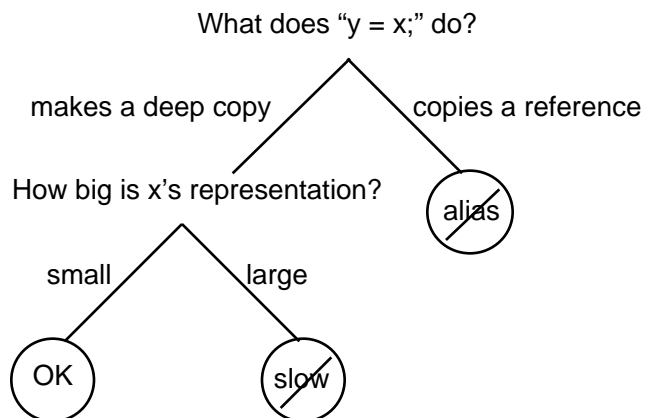 What does “y = x;” do?
makes a deep copy
copies a reference
How big is x’s representation?
alias
small
large
OK
slow